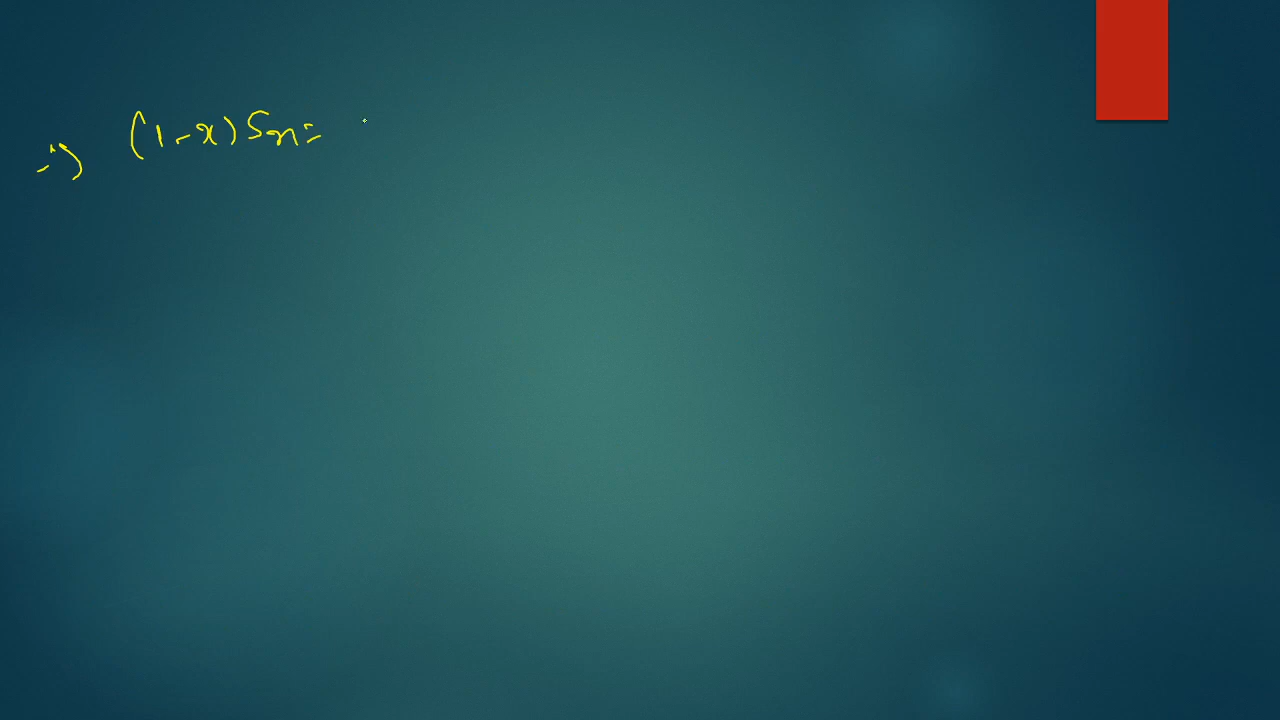 ⇒ (1-x) Sn =